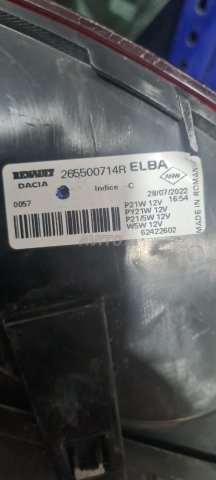 RENAULT 265500714R ELBA
DACIA Indice C
28/07/2022
0057 16:54
P21W 12V
PY21W 12V
P21/5W 12V
W5W 12V
62422602
MADE IN ROMANIA